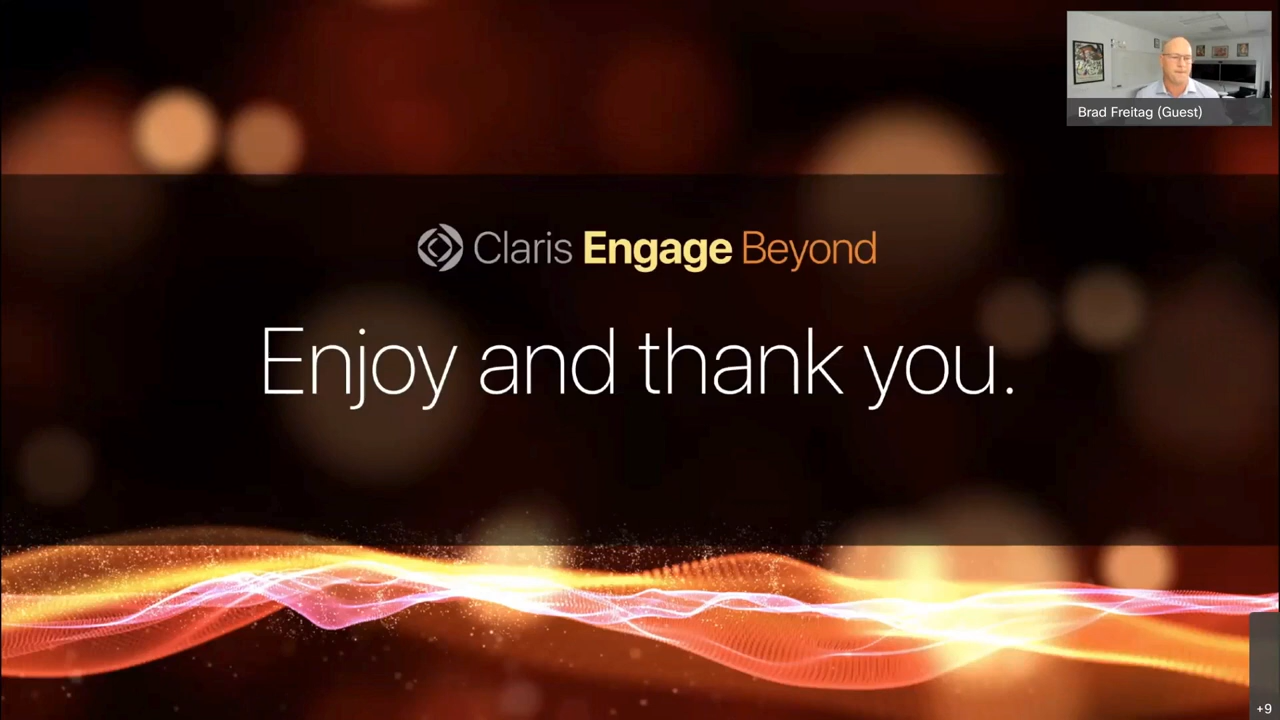 Brad Freitag (Guest)
Claris Engage Beyond
Enjoy and thank you.
+9